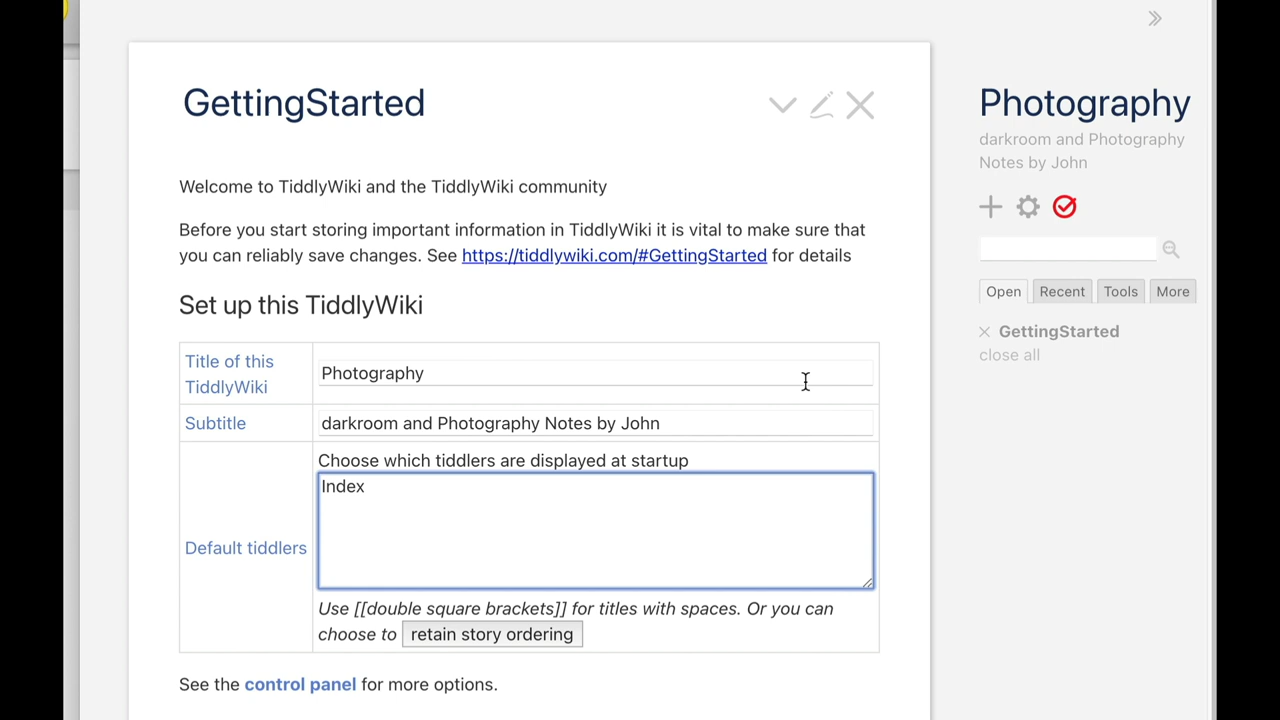 GettingStarted
Welcome to TiddlyWiki and the TiddlyWiki community
Before you start storing important information in TiddlyWiki it is vital to make sure that
you can reliably save changes. See https://tiddlywiki.com/#GettingStarted for details
Set up this TiddlyWiki
Title of this
TiddlyWiki
Photography
Subtitle
darkroom and Photography Notes by John
Default tiddlers
Choose which tiddlers are displayed at startup
Index
Use [[double square brackets]] for titles with spaces. Or you can
choose to retain story ordering
See the control panel for more options.
Photography
darkroom and Photography
Notes by John
Open Recent Tools More
GettingStarted
close all